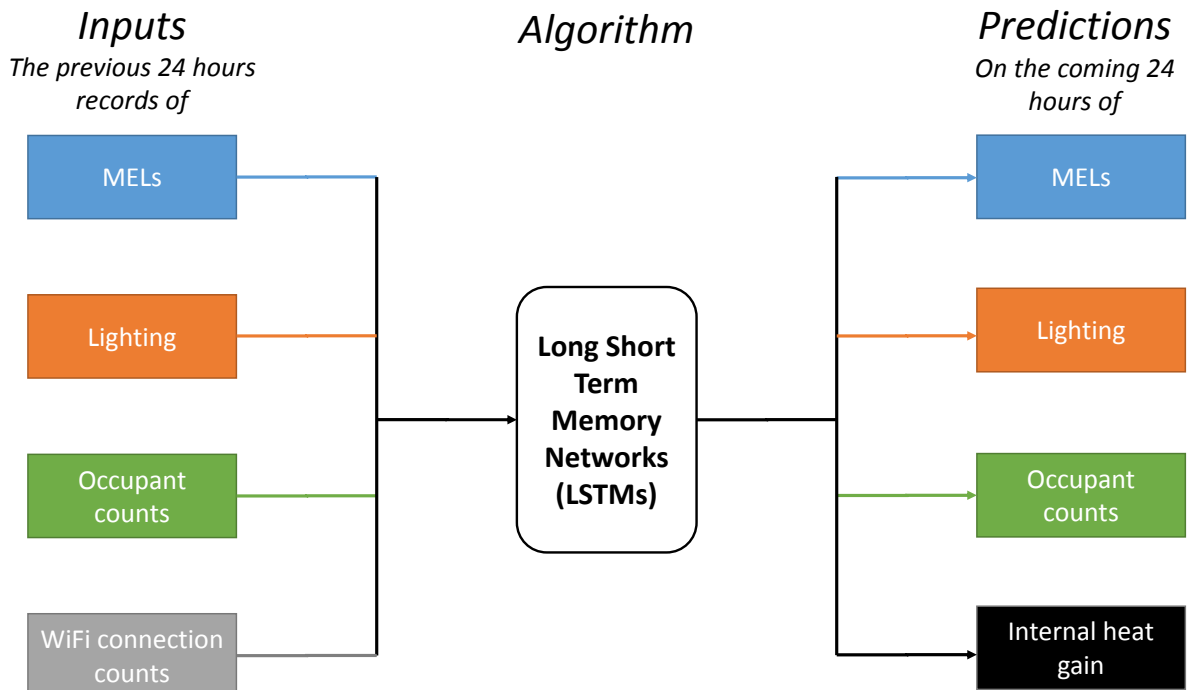 Inputs
The previous 24 hours
records of
MELs
Lighting
Occupant
counts
WiFi connection
counts
Algorithm
Long Short
Term
Memory
Networks
(LSTMs)
Predictions
On the coming 24
hours of
MELs
Lighting
Occupant
counts
Internal heat
gain